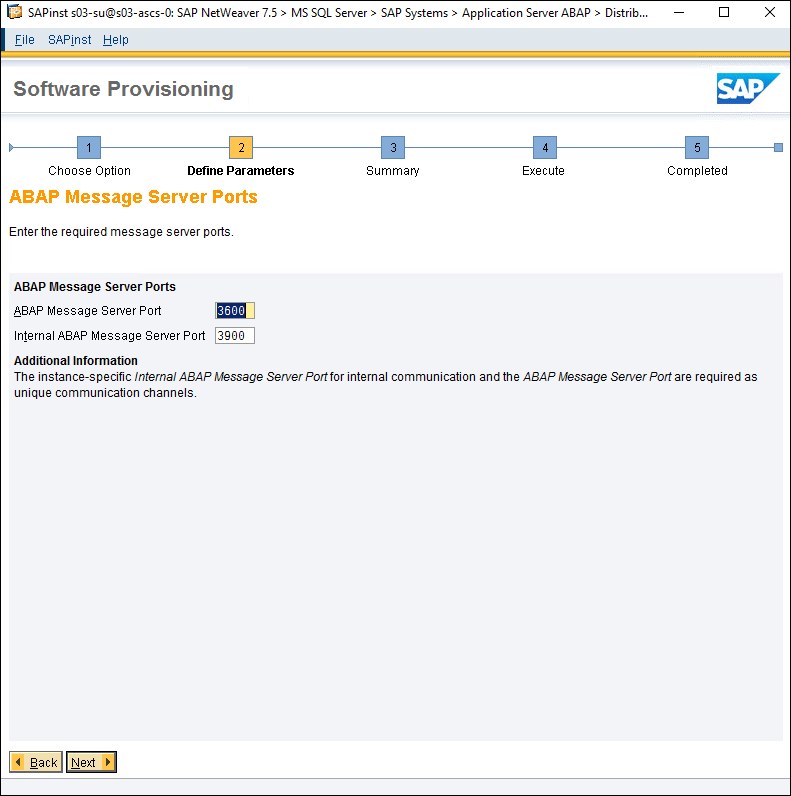 SAPinst s03-su@s03-ascs-0: SAP NetWeaver 7.5 > MS SQL Server > SAP Systems > Application Server ABAP > Distrib...
File SAPinst Help
Software Provisioning
SAP
1 2 3 4 5
Choose Option Define Parameters Summary Execute Completed
ABAP Message Server Ports
Enter the required message server ports.
ABAP Message Server Ports
ABAP Message Server Port 3600
Internal ABAP Message Server Port 3900
Additional Information
The instance-specific Internal ABAP Message Server Port for internal communication and the ABAP Message Server Port are required as
unique communication channels.
Back Next